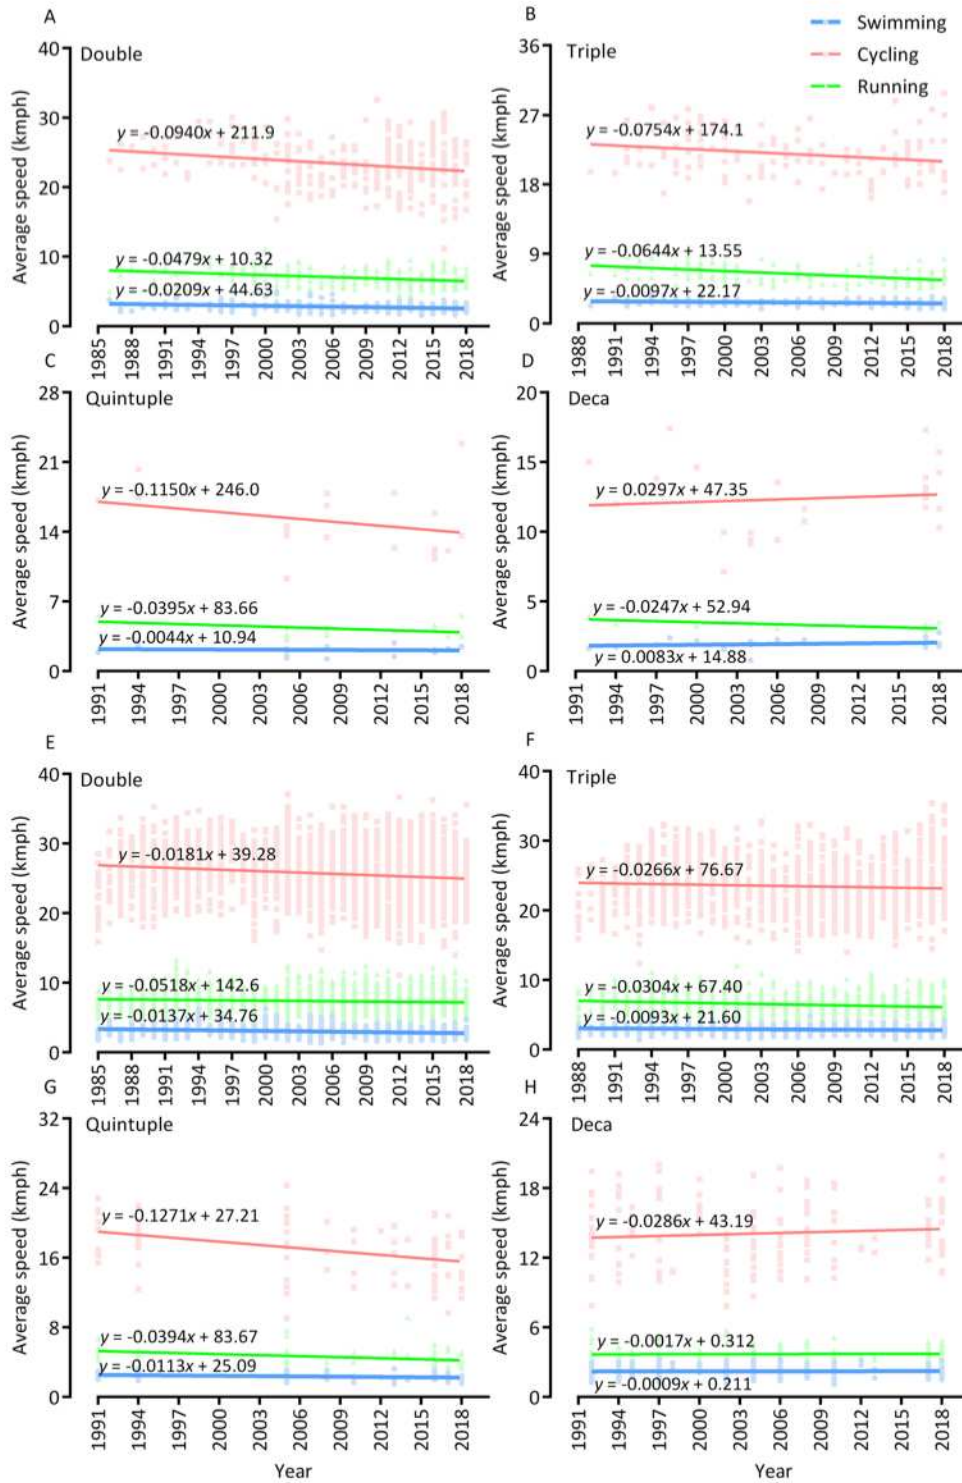 A
B
Swimming
Cycling
Running
Average speed (kmph)
40
30
20
10
0
Double
y = -0.0940x + 211.9
y = -0.0479x + 10.32
y = -0.0209x + 44.63
1985 1988 1991 1994 1997 2000 2003 2006 2009 2012 2015 2018
Average speed (kmph)
36
27
18
9
0
Triple
y = -0.0754x + 174.1
y = -0.0644x + 13.55
y = -0.0097x + 22.17
1988 1991 1994 1997 2000 2003 2006 2009 2012 2015 2018
C
D
Average speed (kmph)
28
21
14
7
0
Quintuple
y = -0.1150x + 246.0
y = -0.0395x + 83.66
y = -0.0044x + 10.94
1991 1994 1997 2000 2003 2006 2009 2012 2015 2018
Average speed (kmph)
20
15
10
5
0
Deca
y = 0.0297x + 47.35
y = -0.0247x + 52.94
y = 0.0083x + 14.88
1991 1994 1997 2000 2003 2006 2009 2012 2015 2018
E
F
Average speed (kmph)
40
30
20
10
0
Double
y = -0.0181x + 39.28
y = -0.0518x + 142.6
y = -0.0137x + 34.76
1985 1988 1991 1994 1997 2000 2003 2006 2009 2012 2015 2018
Average speed (kmph)
40
30
20
10
0
Triple
y = -0.0266x + 76.67
y = -0.0304x + 67.40
y = -0.0093x + 21.60
1988 1991 1994 1997 2000 2003 2006 2009 2012 2015 2018
G
H
Average speed (kmph)
32
24
16
8
0
Quintuple
y = -0.1271x + 27.21
y = -0.0394x + 83.67
y = -0.0113x + 25.09
1991 1994 1997 2000 2003 2006 2009 2012 2015 2018
Year
Average speed (kmph)
24
18
12
6
0
Deca
y = -0.0286x + 43.19
y = -0.0017x + 0.312
y = -0.0009x + 0.211
1991 1994 1997 2000 2003 2006 2009 2012 2015 2018
Year